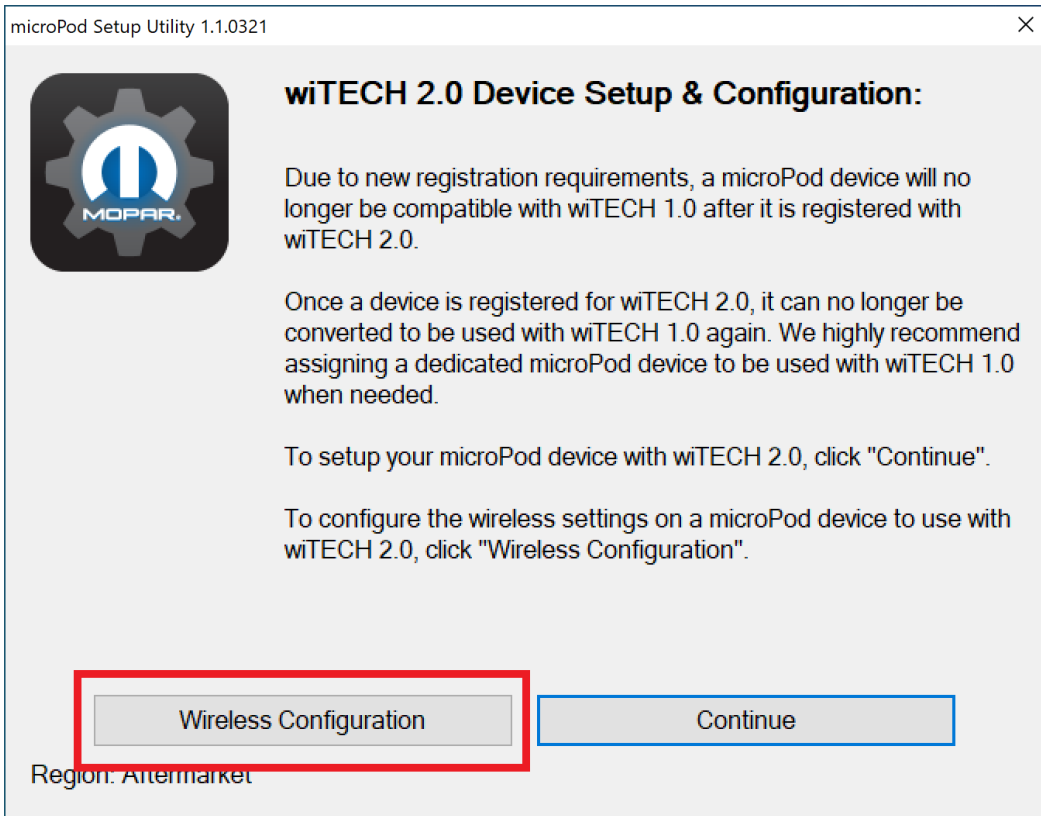 microPod Setup Utility 1.1.0321
wiTECH 2.0 Device Setup & Configuration:
MOPAR.
Due to new registration requirements, a microPod device will no
longer be compatible with wiTECH 1.0 after it is registered with
wiTECH 2.0.
Once a device is registered for wiTECH 2.0, it can no longer be
converted to be used with wiTECH 1.0 again. We highly recommend
assigning a dedicated microPod device to be used with wiTECH 1.0
when needed.
To setup your microPod device with wiTECH 2.0, click "Continue".
To configure the wireless settings on a microPod device to use with
wiTECH 2.0, click "Wireless Configuration".
Wireless Configuration
Continue
Region: Aftermarket